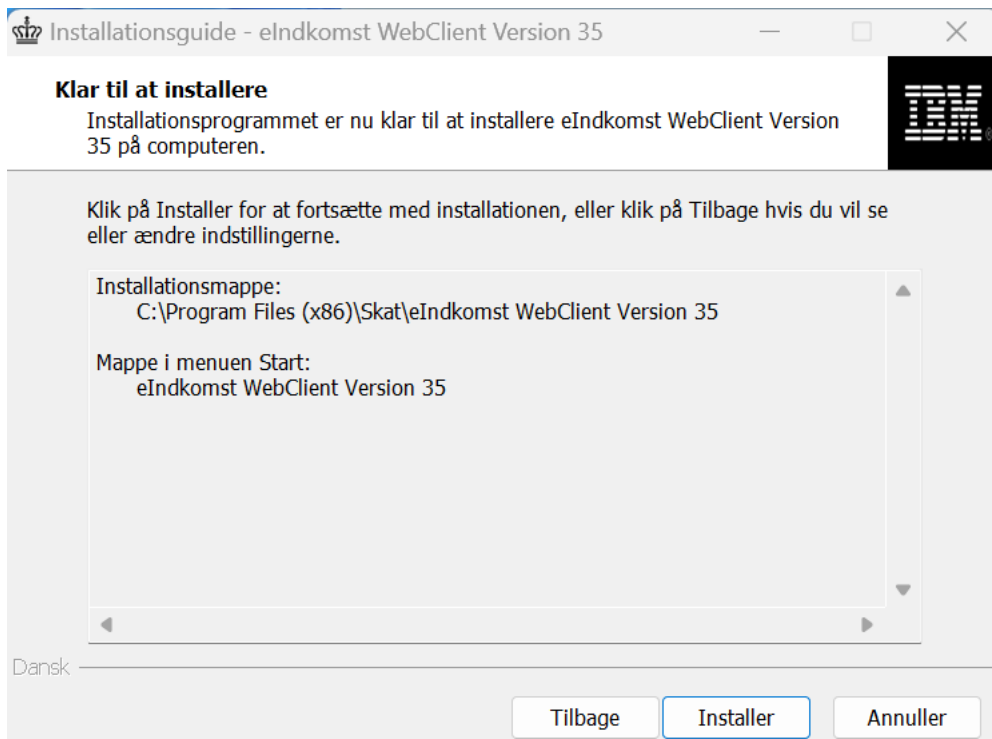 Installationsguide - eIndkomst WebClient Version 35
Klar til at installere
Installationsprogrammet er nu klar til at installere eIndkomst WebClient Version
35 på computeren.
IBM®
Klik på Installer for at fortsætte med installationen, eller klik på Tilbage hvis du vil se
eller ændre indstillingerne.
Installationsmappe:
C:\Program Files (x86)\Skat\eIndkomst WebClient Version 35
Mappe i menuen Start:
eIndkomst WebClient Version 35
Dansk
Tilbage
Installer
Annuller